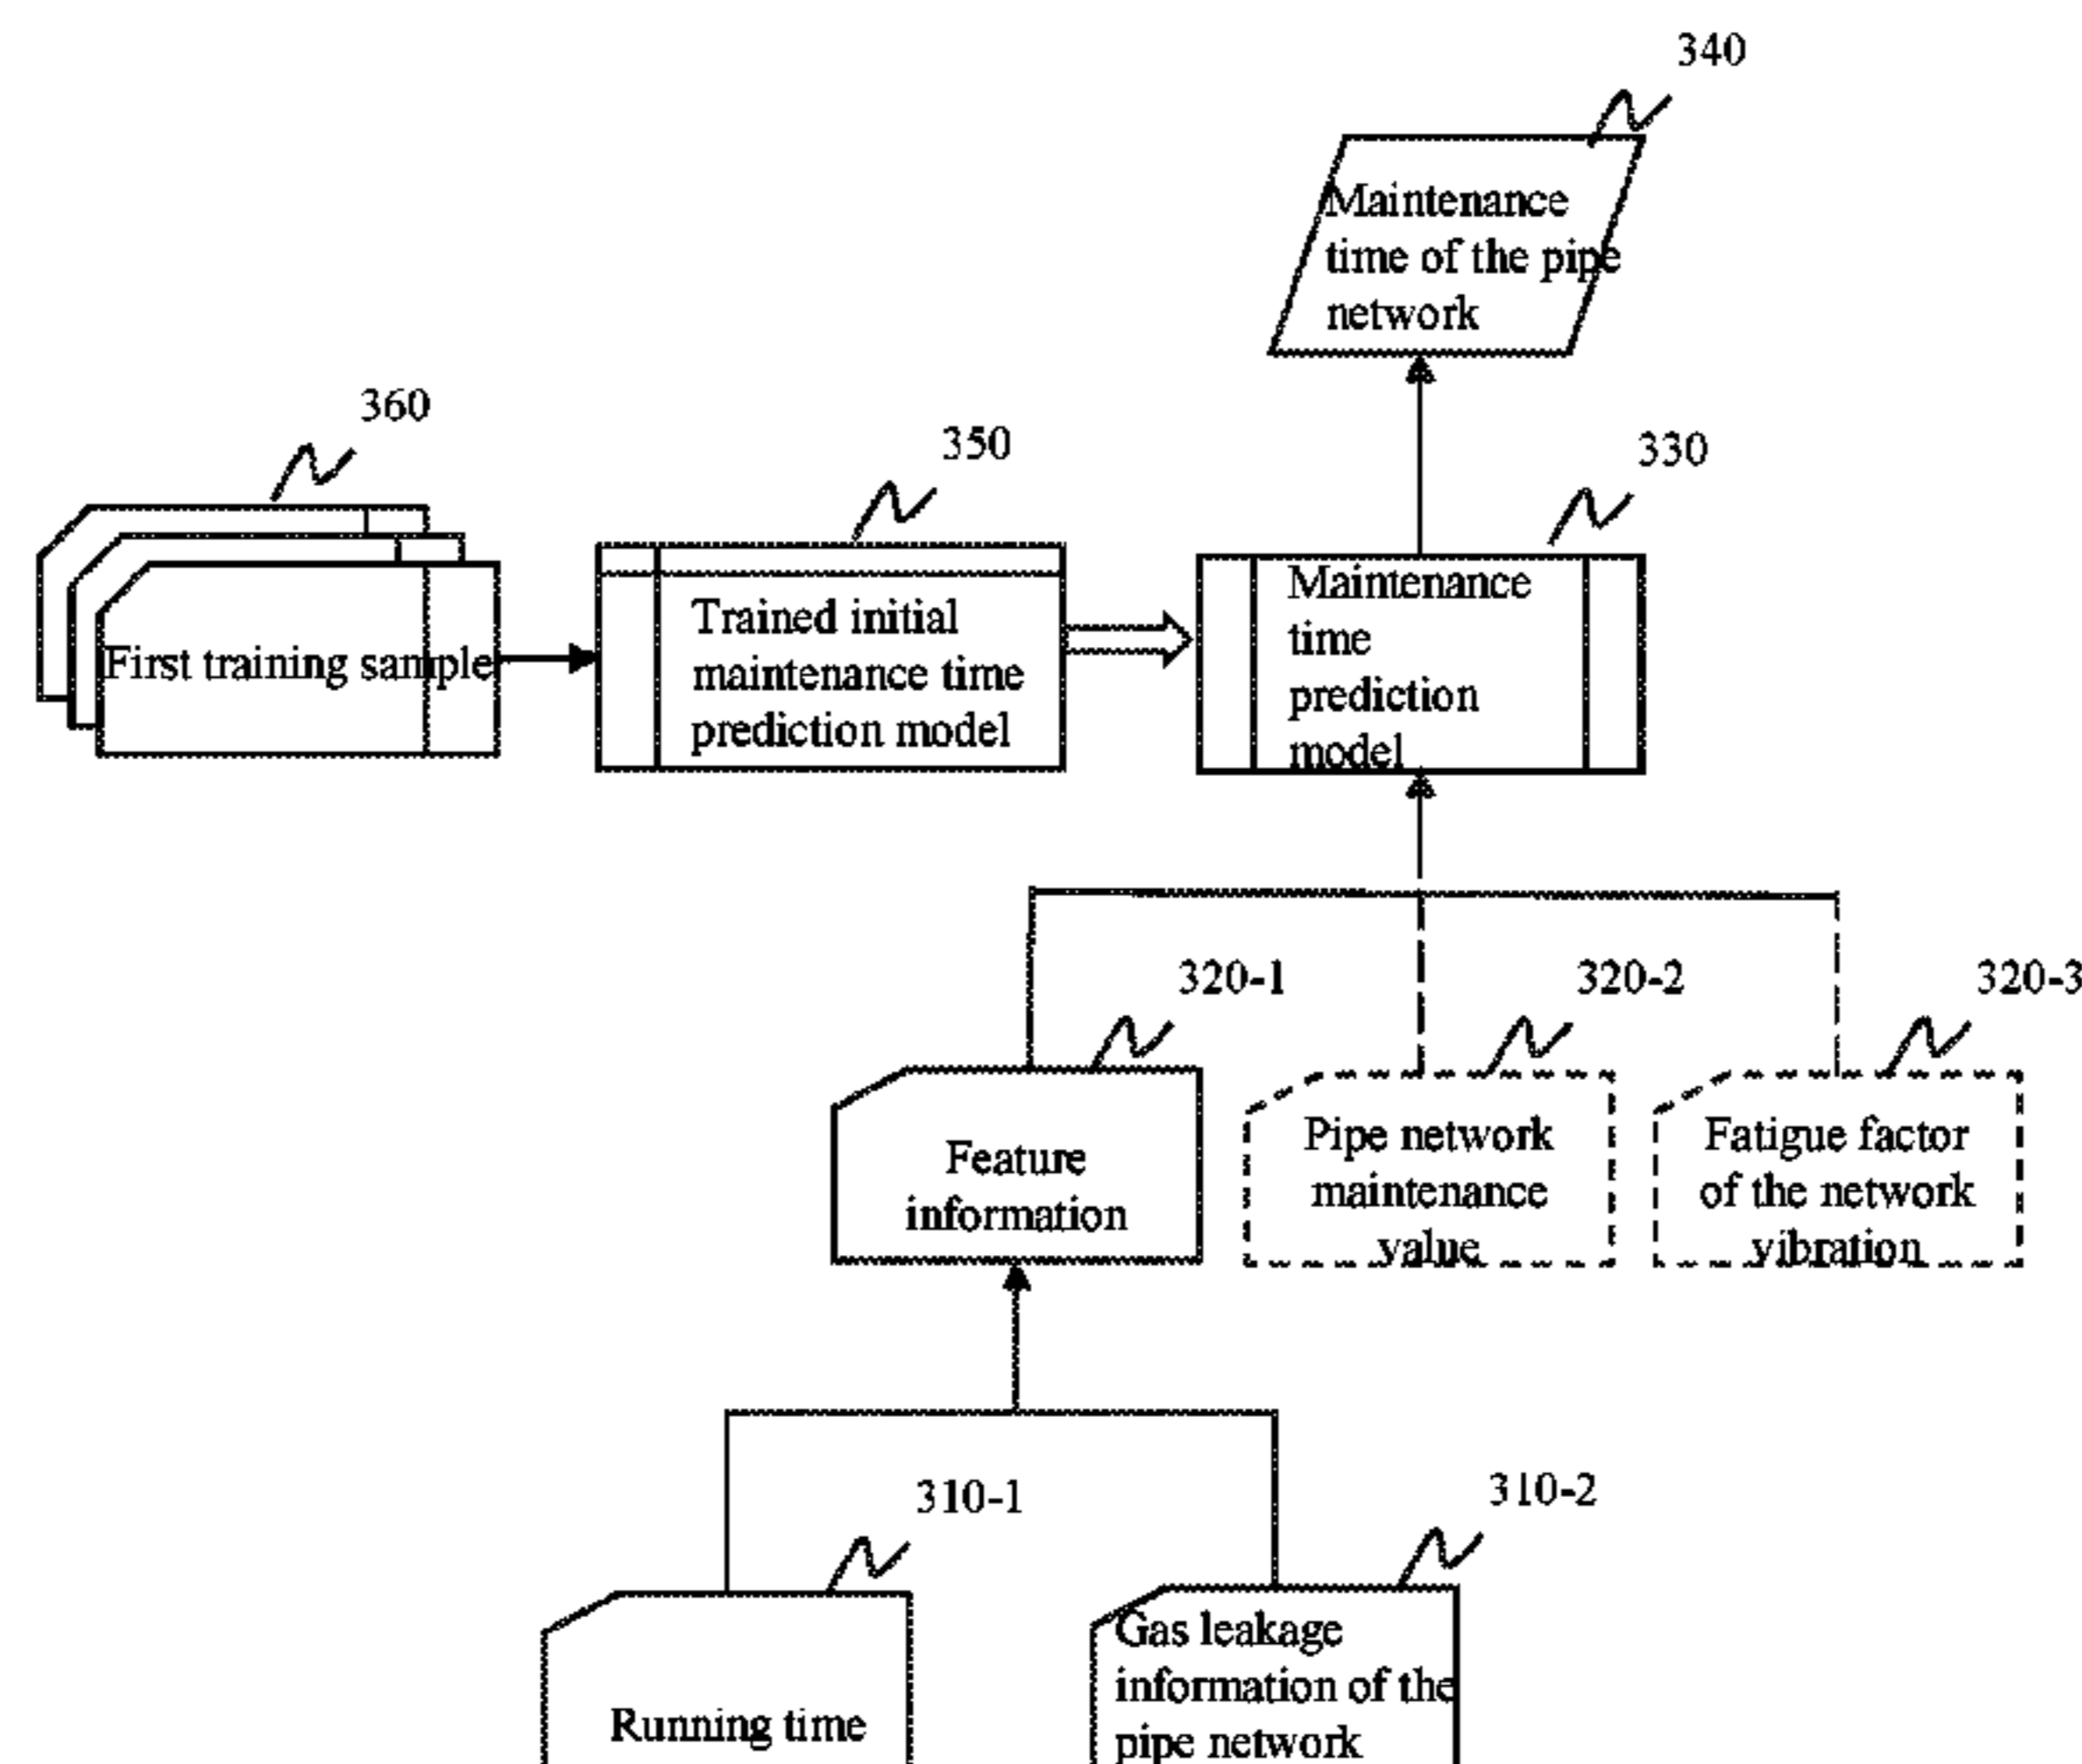 340
Maintenance
time of the pipe
network
360
350
330
First training sample
Trained initial
maintenance time
prediction model
Maintenance
time
prediction
model
320-1
320-2
320-3
Feature
information
Pipe network
maintenance
value
Fatigue factor
of the network
vibration
310-1
310-2
Running time
Gas leakage
information of the
pipe network